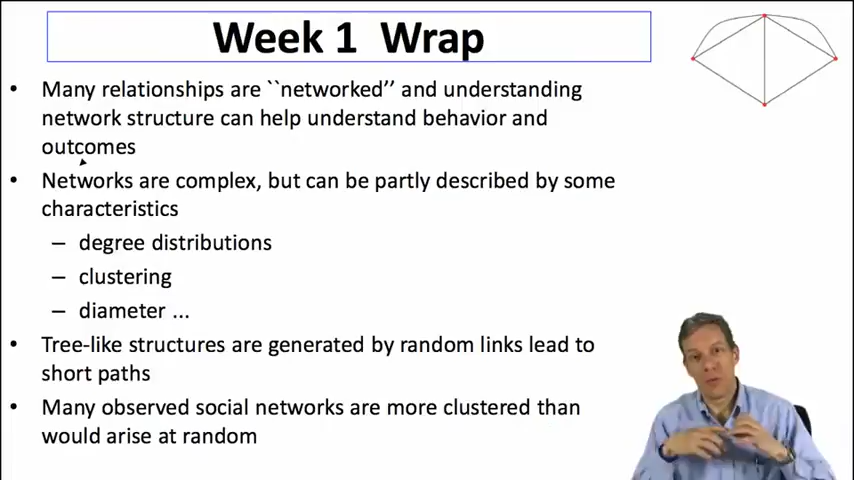 Week 1 Wrap
• Many relationships are ``networked’’ and understanding
network structure can help understand behavior and
outcomes
• Networks are complex, but can be partly described by some
characteristics
– degree distributions
– clustering
– diameter ...
• Tree-like structures are generated by random links lead to
short paths
• Many observed social networks are more clustered than
would arise at random